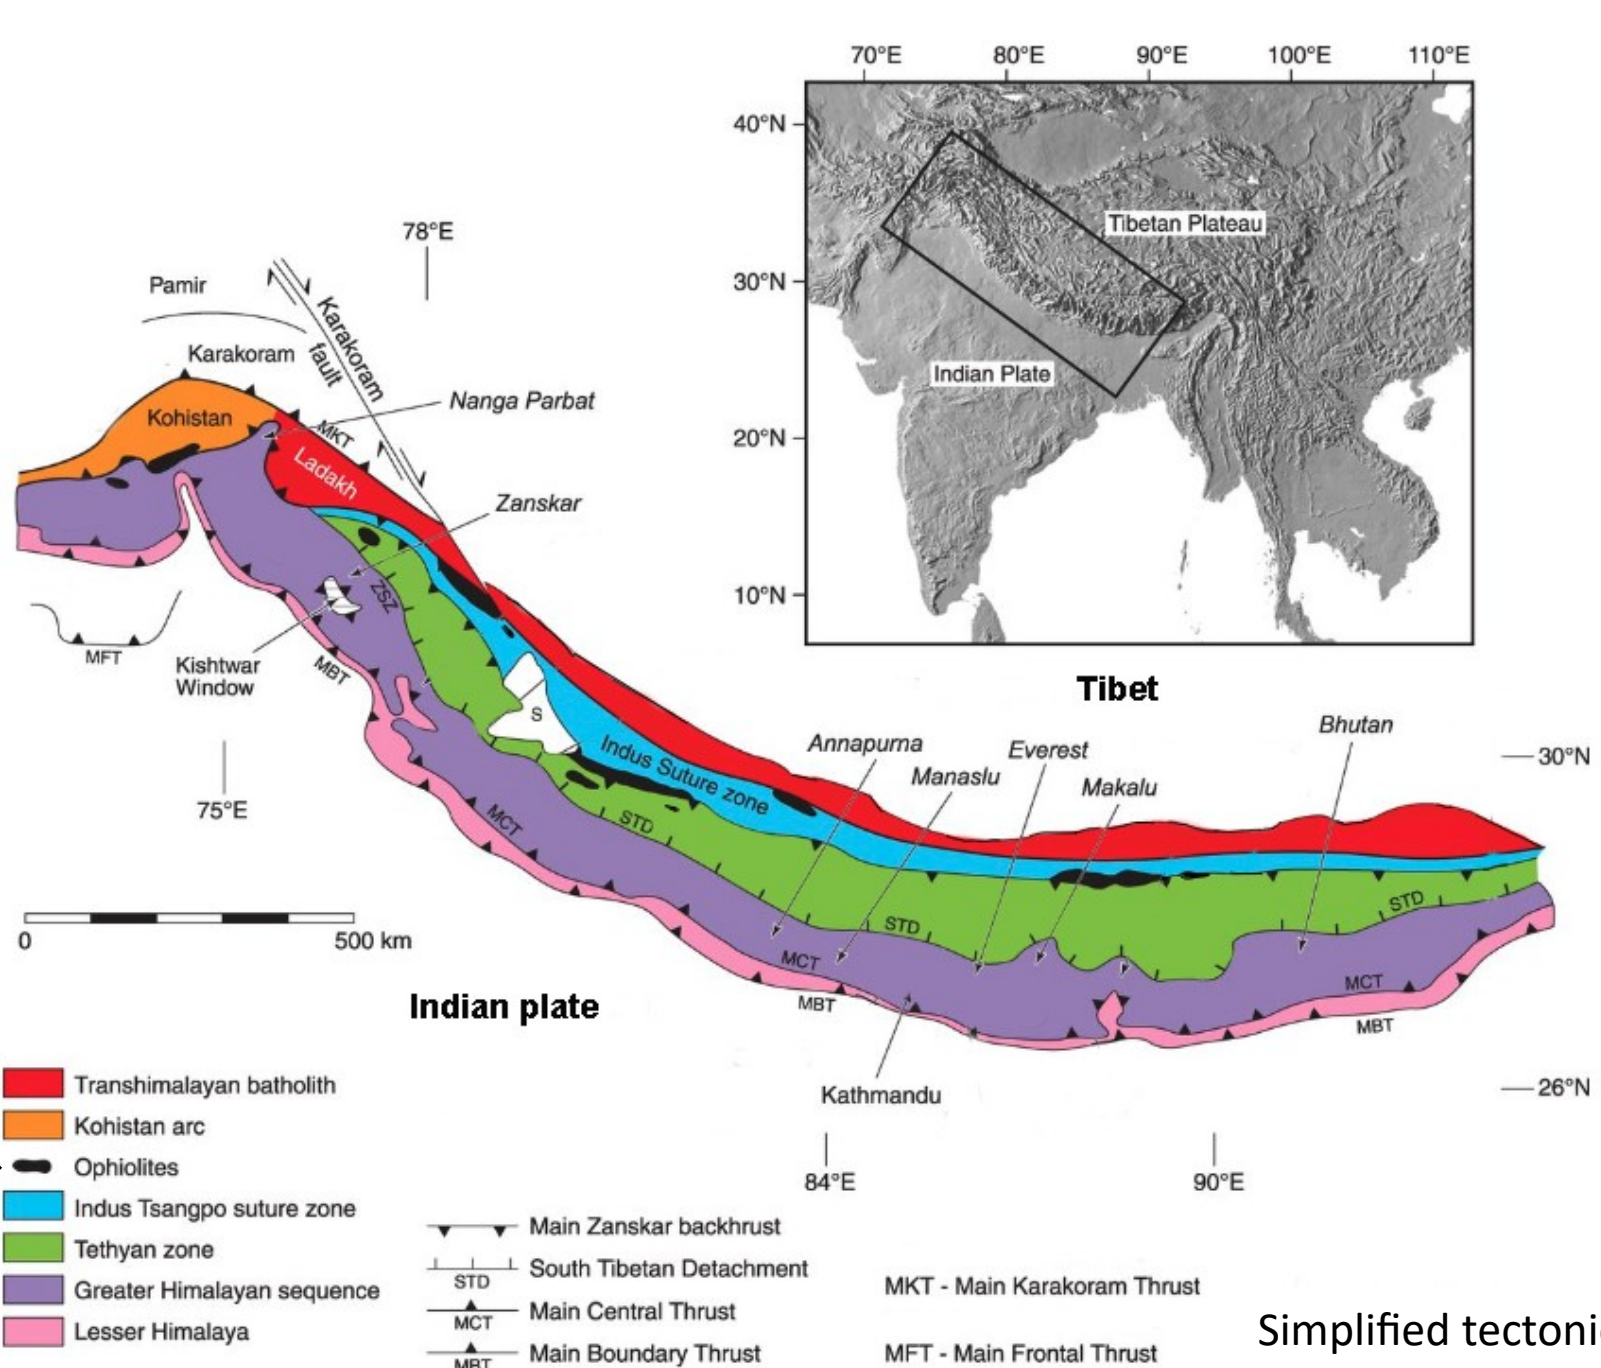 70°E 80°E 90°E 100°E 110°E
40°N
30°N
20°N
10°N
Tibetan Plateau
Indian Plate
78°E
Pamir
Karakoram
Karakoram
fault
Nanga Parbat
Kohistan
MKT
Ladakh
Zanskar
ZSZ
MFT
Kishtwar
Window
MBT
75°E
S
Indus Suture zone
Tibet
Annapurna
Manaslu
Everest
Makalu
Bhutan
30°N
MCT
STD
STD
STD
MCT
MBT
MCT
MBT
0 500 km
Indian plate
Kathmandu
26°N
84°E 90°E
Transhimalayan batholith
Kohistan arc
Ophiolites
Indus Tsangpo suture zone
Tethyan zone
Greater Himalayan sequence
Lesser Himalaya
Main Zanskar backhrust
STD South Tibetan Detachment
MCT Main Central Thrust
MBT Main Boundary Thrust
MKT - Main Karakoram Thrust
MFT - Main Frontal Thrust
Simplified tectoni